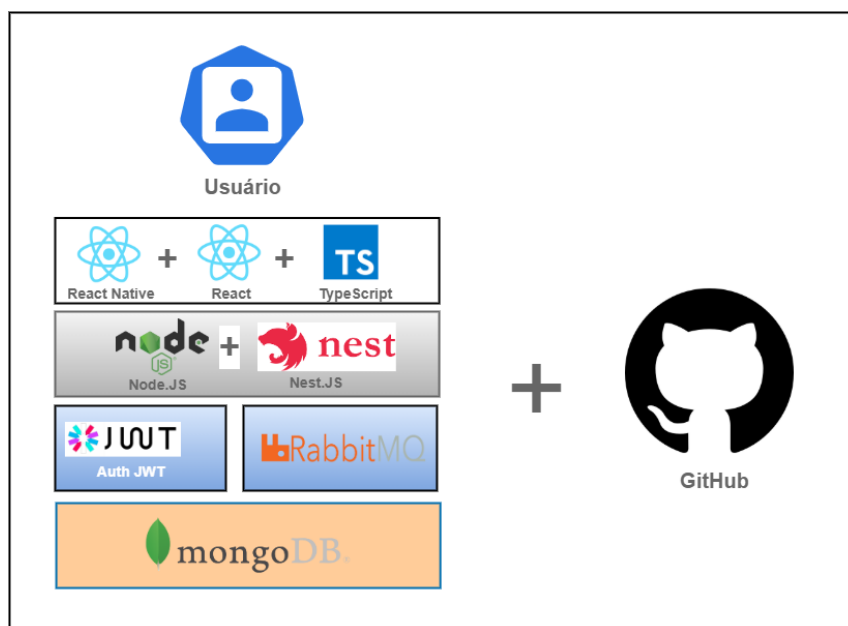 Usuário
+ + TS
React Native React TypeScript
node + nest
JS
Node.JS Nest.JS
JWT RabbitMQ
Auth JWT
+
GitHub
mongoDB.